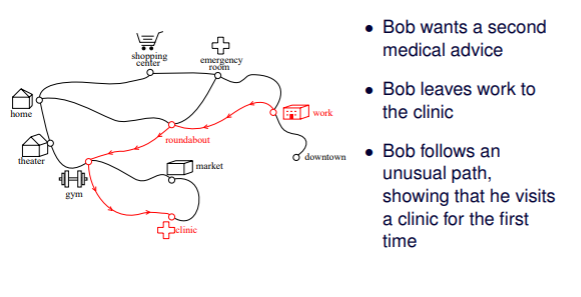 shopping
center
emergency
room
home
work
roundabout
theater
market
downtown
gym
clinic
• Bob wants a second
medical advice
• Bob leaves work to
the clinic
• Bob follows an
unusual path,
showing that he visits
a clinic for the first
time